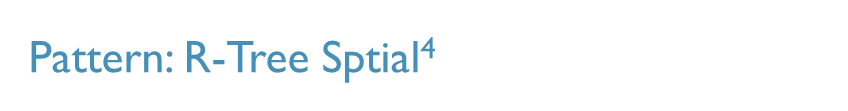 Pattern: R-Tree Sptial⁴